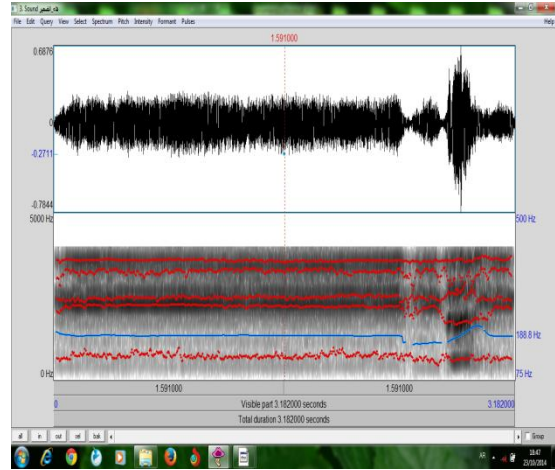 3. Sound نصر_na
File Edit Query View Select Spectrum Pitch Intensity Formant Pulses Help
1.591000
0.6876
0
-0.2711
-0.7844
5000 Hz
500 Hz
188.8 Hz
0 Hz
75 Hz
1.591000 1.591000
0 Visible part 3.182000 seconds 3.182000
Total duration 3.182000 seconds
all in out sel bak Group
AR 18:47
23/10/2014